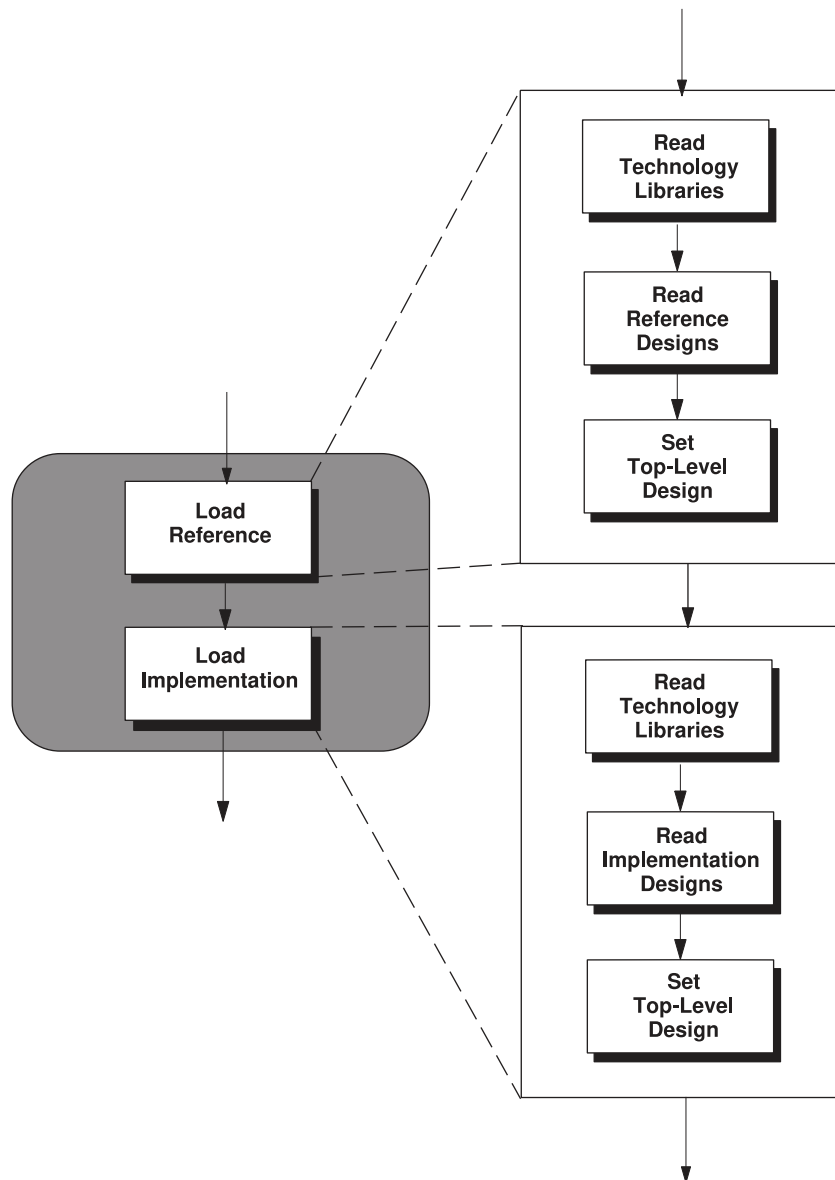 Load
Reference
Load
Implementation
Read
Technology
Libraries
Read
Reference
Designs
Set
Top-Level
Design
Read
Technology
Libraries
Read
Implementation
Designs
Set
Top-Level
Design